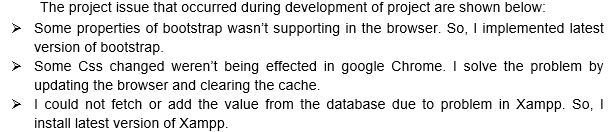 The project issue that occurred during development of project are shown below:
➤ Some properties of bootstrap wasn't supporting in the browser. So, I implemented latest
version of bootstrap.
➤ Some Css changed weren't being effected in google Chrome. I solve the problem by
updating the browser and clearing the cache.
➤ I could not fetch or add the value from the database due to problem in Xampp. So, I
install latest version of Xampp.